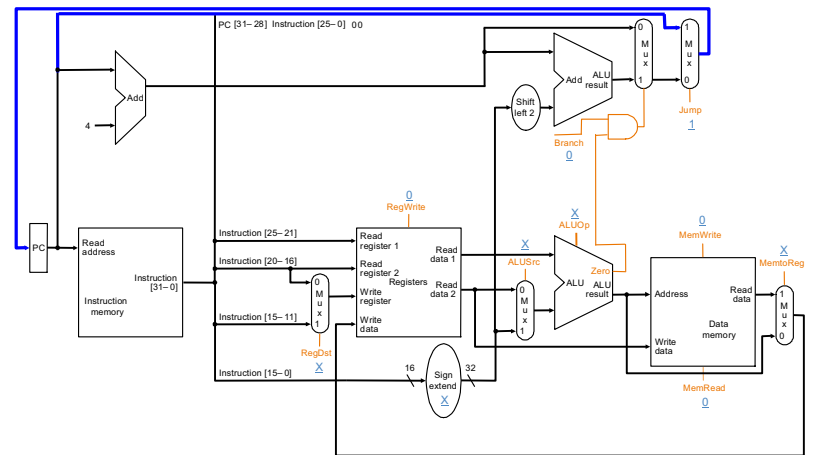 PC [31–28] Instruction [25–0] 00
0
M
u
x
1
1
M
u
x
0
Add
4
Shift
left 2
Add
ALU
result
Branch
0
Jump
1
PC
Read
address
Instruction
[31–0]
Instruction
memory
Instruction [25–21]
Instruction [20–16]
Instruction [15–11]
Instruction [15–0]
0
M
u
x
1
RegDst
X
0
RegWrite
Read
register 1
Read
register 2
Registers
Write
register
Write
data
Read
data 1
Read
data 2
16
Sign
extend
X
32
X
ALUSrc
0
M
u
x
1
X
ALUOp
Zero
ALU
ALU
result
0
MemWrite
Address
Read
data
Data
memory
Write
data
MemRead
0
X
MemtoReg
1
M
u
x
0